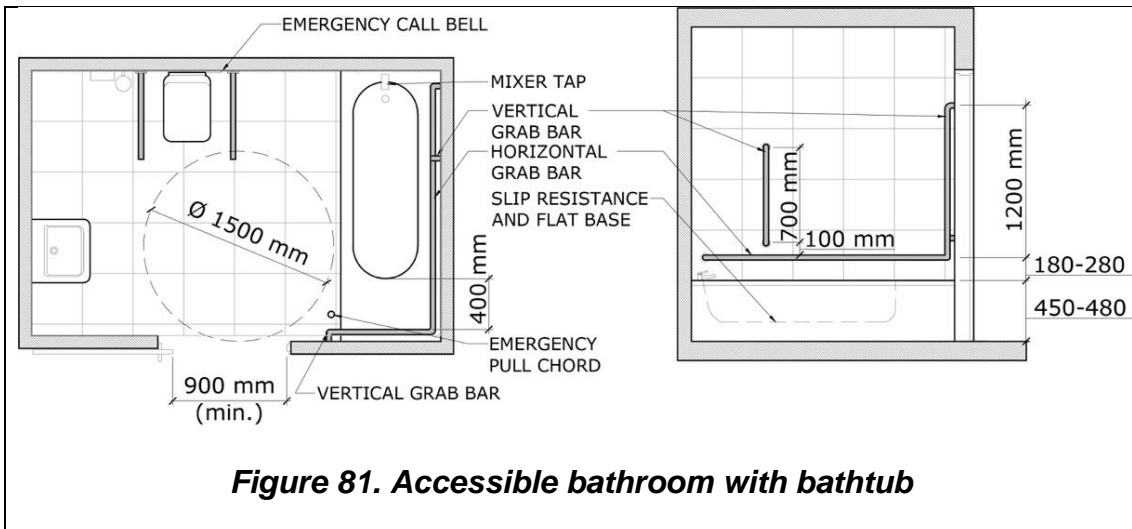 EMERGENCY CALL BELL
MIXER TAP
VERTICAL
GRAB BAR
HORIZONTAL
GRAB BAR
SLIP RESISTANCE
AND FLAT BASE
Ø 1500 mm
400 mm
EMERGENCY
PULL CHORD
900 mm
(min.)
VERTICAL GRAB BAR
700 mm
100 mm
1200 mm
180-280
450-480
Figure 81. Accessible bathroom with bathtub